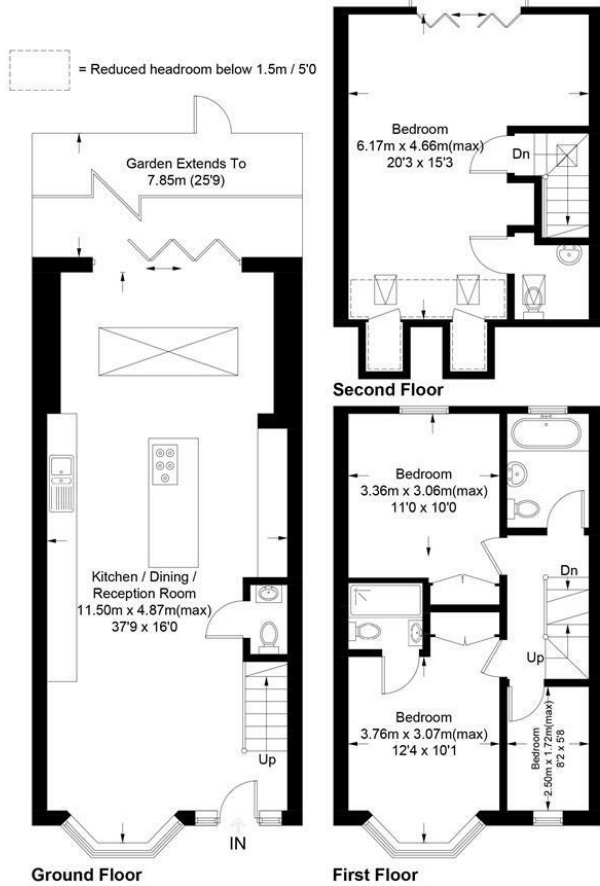 = Reduced headroom below 1.5m / 5'0
Garden Extends To
7.85m (25'9)
Kitchen / Dining /
Reception Room
11.50m x 4.87m(max)
37'9 x 16'0
Up
IN
Ground Floor
Bedroom
6.17m x 4.66m(max)
20'3 x 15'3
Dn
Second Floor
Bedroom
3.36m x 3.06m(max)
11'0 x 10'0
Dn
Up
Bedroom
3.76m x 3.07m(max)
12'4 x 10'1
Bedroom
2.50m x 1.72m(max)
8'2 x 5'8
First Floor